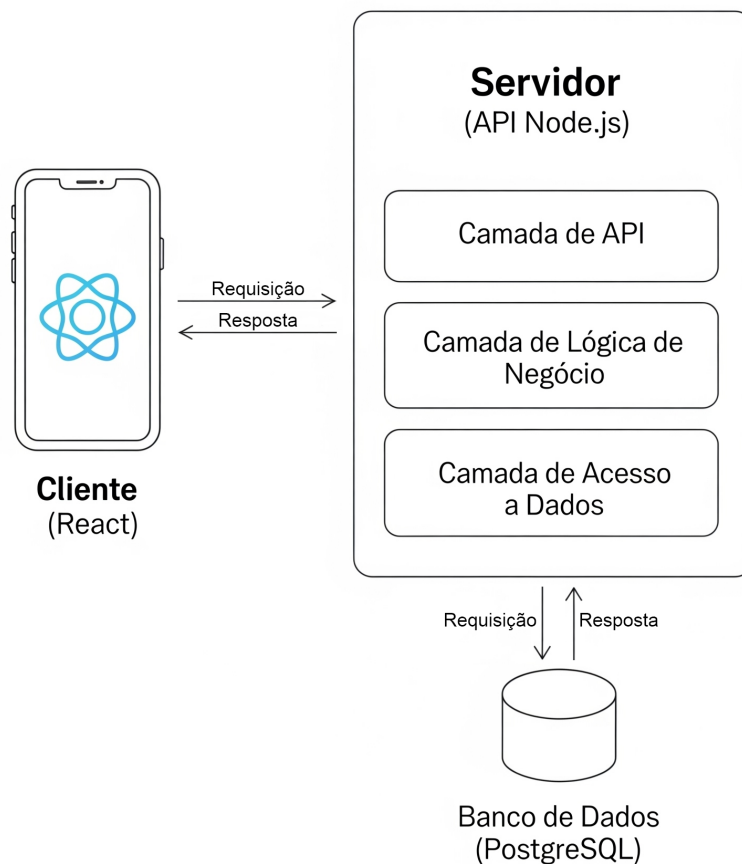 Servidor
(API Node.js)
Camada de API
Requisição
Resposta
Camada de Lógica de
Negócio
Camada de Acesso
a Dados
Cliente
(React)
Requisição
Resposta
Banco de Dados
(PostgreSQL)